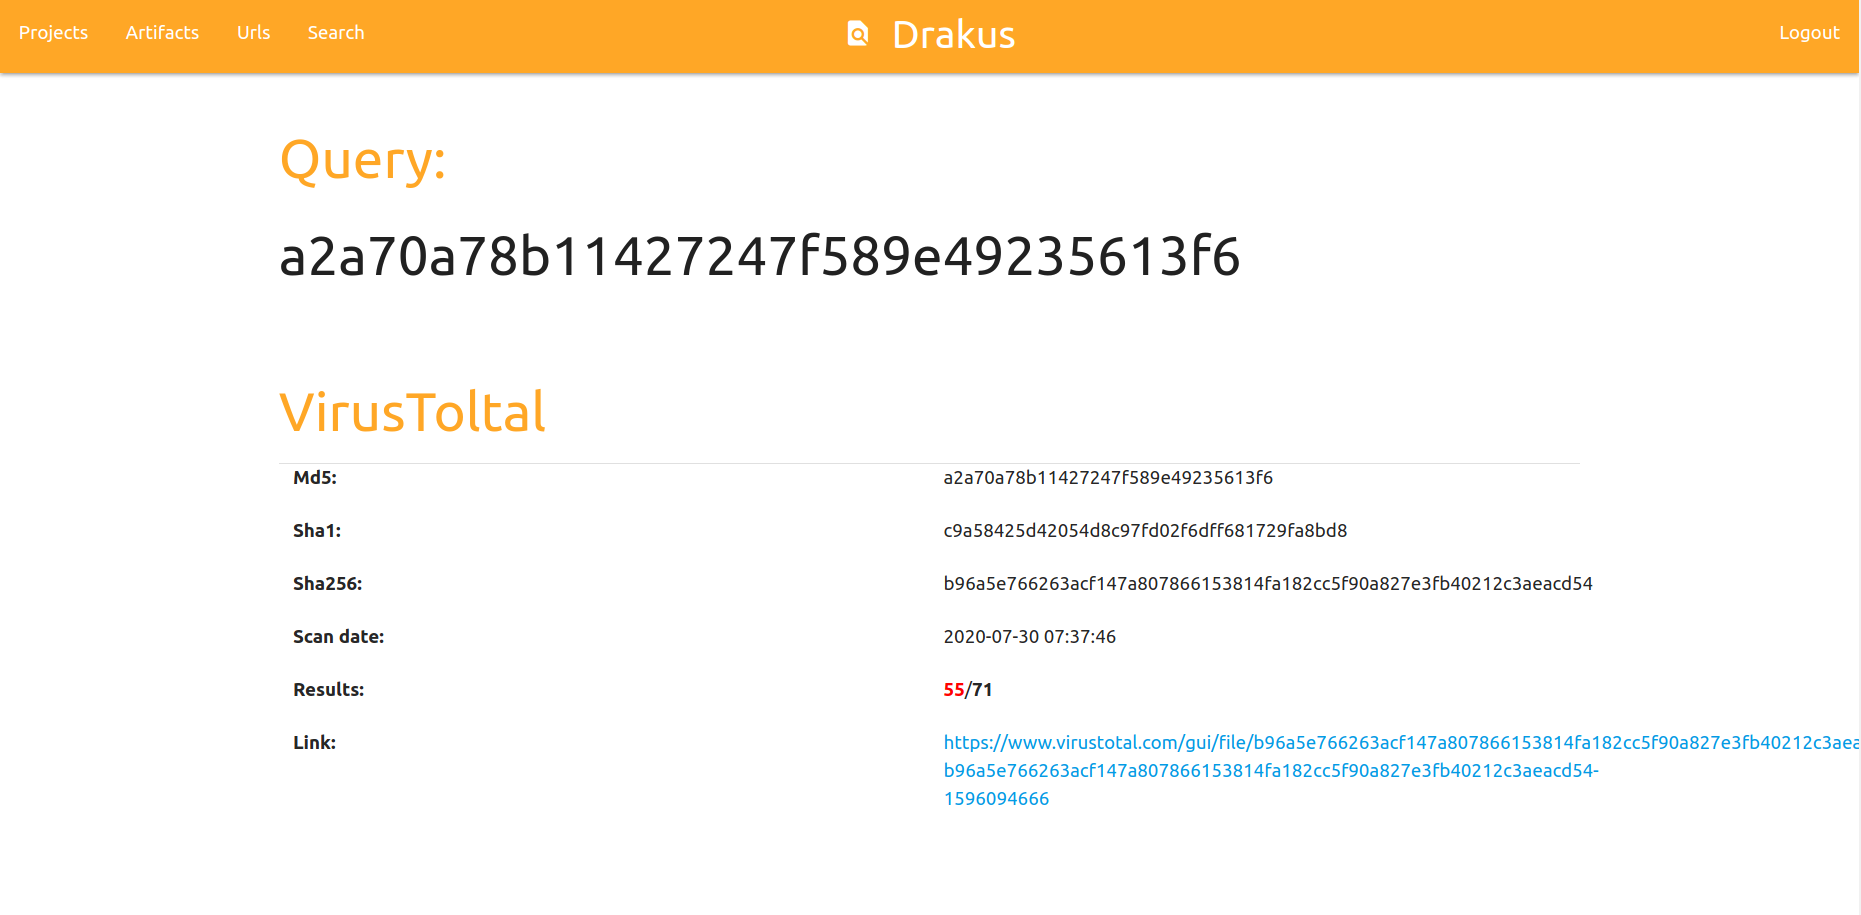 Projects Artifacts Urls Search Drakus Logout
Query:
a2a70a78b11427247f589e49235613f6
VirusToltal
Md5: a2a70a78b11427247f589e49235613f6
Sha1: c9a58425d42054d8c97fd02f6dff681729fa8bd8
Sha256: b96a5e766263acf147a807866153814fa182cc5f90a827e3fb40212c3aeacd54
Scan date: 2020-07-30 07:37:46
Results: 55/71
Link: https://www.virustotal.com/gui/file/b96a5e766263acf147a807866153814fa182cc5f90a827e3fb40212c3aea
b96a5e766263acf147a807866153814fa182cc5f90a827e3fb40212c3aeacd54-
1596094666